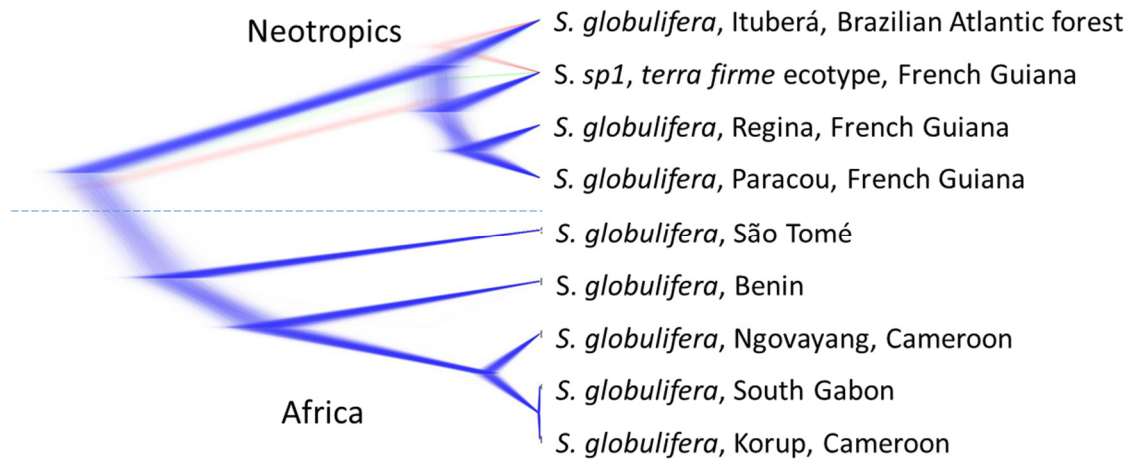 Neotropics
S. globulifera, Ituberá, Brazilian Atlantic forest
S. sp1, terra firme ecotype, French Guiana
S. globulifera, Regina, French Guiana
S. globulifera, Paracou, French Guiana
S. globulifera, São Tomé
S. globulifera, Benin
S. globulifera, Ngovayang, Cameroon
S. globulifera, South Gabon
Africa
S. globulifera, Korup, Cameroon